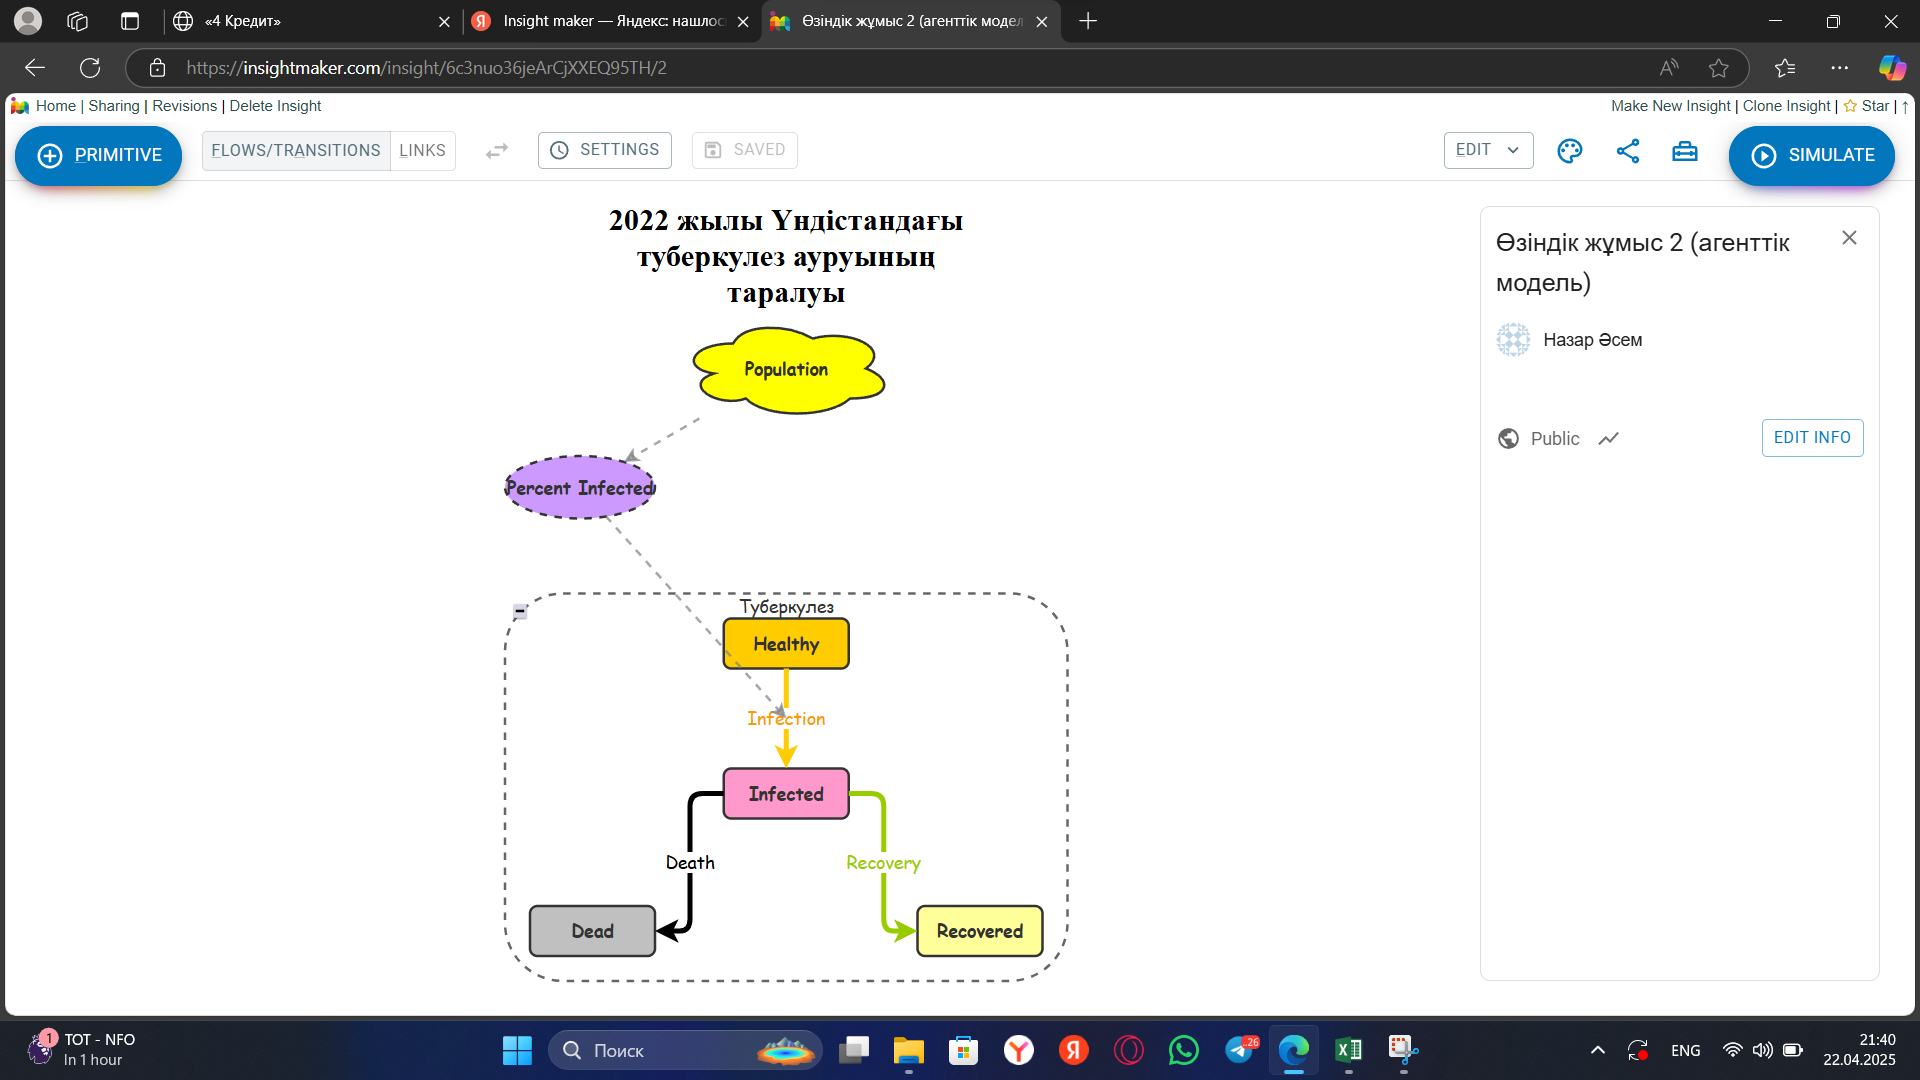 «4 Кредит»
Insight maker — Яндекс: нашлос
Өзіндік жұмыс 2 (агенттік модел
https://insightmaker.com/insight/6c3nuo36jeArCjXXEQ95TH/2
Home | Sharing | Revisions | Delete Insight
Make New Insight | Clone Insight | Star | ↑
PRIMITIVE
FLOWS/TRANSITIONS
LINKS
SETTINGS
SAVED
EDIT
SIMULATE
2022 жылы Үндістандағы
туберкулез ауруының
таралуы
Population
Percent Infected
Туберкулез
Healthy
Infection
Infected
Death
Recovery
Dead
Recovered
Өзіндік жұмыс 2 (агенттік
модель)
Назар Әсем
Public
EDIT INFO
1
TOT - NFO
In 1 hour
Поиск
.26
ENG
21:40
22.04.2025